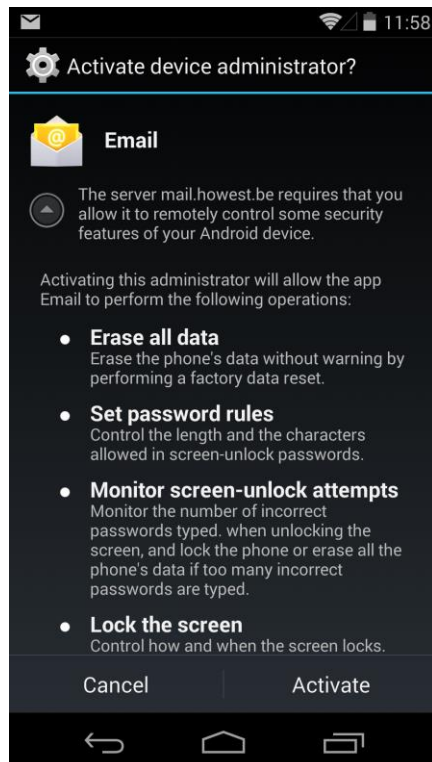 11:58
Activate device administrator?
@
Email
The server mail.howest.be requires that you
allow it to remotely control some security
features of your Android device.
Activating this administrator will allow the app
Email to perform the following operations:
● Erase all data
Erase the phone's data without warning by
performing a factory data reset.
● Set password rules
Control the length and the characters
allowed in screen-unlock passwords.
● Monitor screen-unlock attempts
Monitor the number of incorrect
passwords typed. when unlocking the
screen, and lock the phone or erase all the
phone's data if too many incorrect
passwords are typed.
● Lock the screen
Control how and when the screen locks.
Cancel Activate